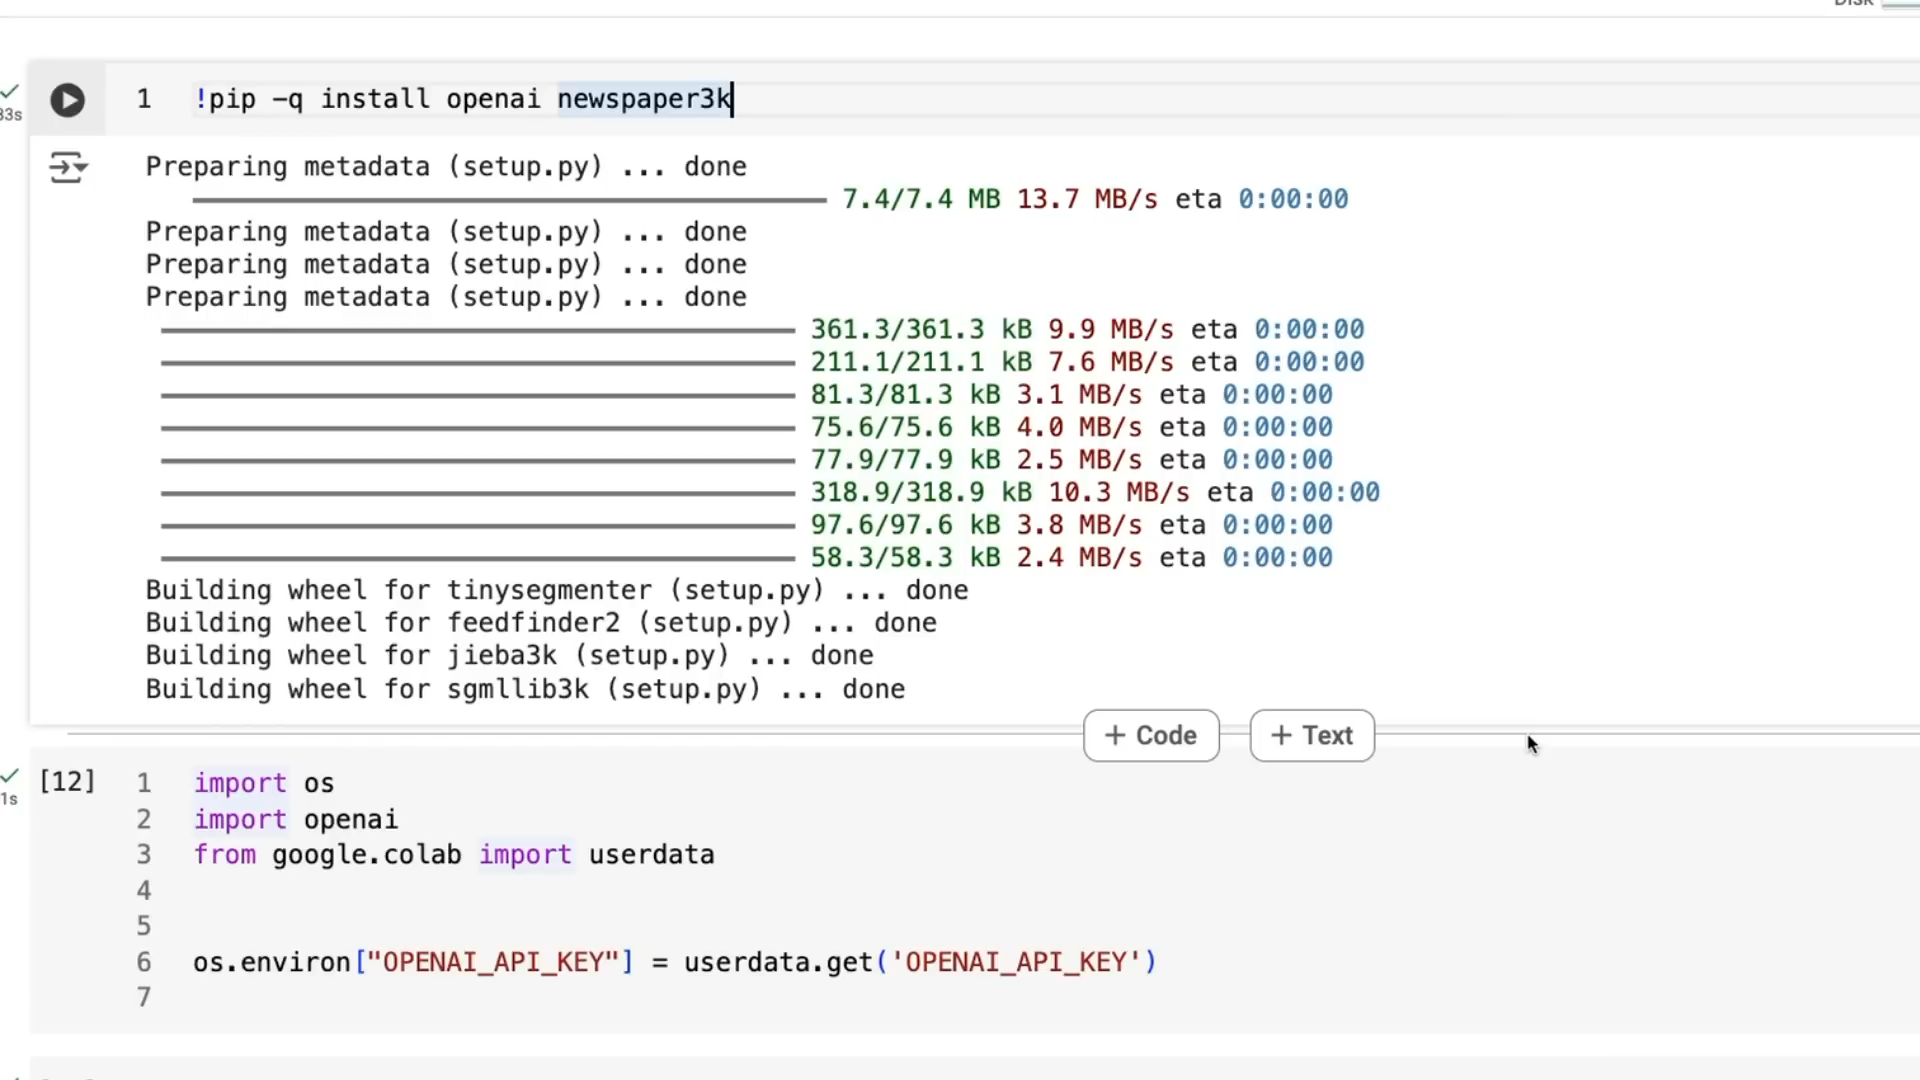 Disk
1 !pip -q install openai newspaper3k
33s
Preparing metadata (setup.py) ... done
7.4/7.4 MB 13.7 MB/s eta 0:00:00
Preparing metadata (setup.py) ... done
Preparing metadata (setup.py) ... done
Preparing metadata (setup.py) ... done
361.3/361.3 kB 9.9 MB/s eta 0:00:00
211.1/211.1 kB 7.6 MB/s eta 0:00:00
81.3/81.3 kB 3.1 MB/s eta 0:00:00
75.6/75.6 kB 4.0 MB/s eta 0:00:00
77.9/77.9 kB 2.5 MB/s eta 0:00:00
318.9/318.9 kB 10.3 MB/s eta 0:00:00
97.6/97.6 kB 3.8 MB/s eta 0:00:00
58.3/58.3 kB 2.4 MB/s eta 0:00:00
Building wheel for tinysegmenter (setup.py) ... done
Building wheel for feedfinder2 (setup.py) ... done
Building wheel for jieba3k (setup.py) ... done
Building wheel for sgmllib3k (setup.py) ... done
+ Code + Text
[12] 1 import os
1s
2 import openai
3 from google.colab import userdata
4
5
6 os.environ["OPENAI_API_KEY"] = userdata.get('OPENAI_API_KEY')
7